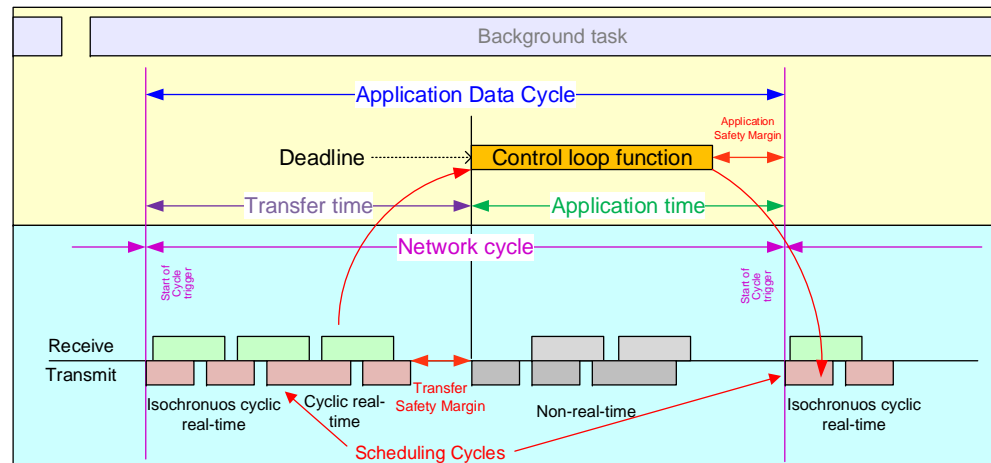 Background task
Application Data Cycle
Application
Safety Margin
Deadline
Control loop function
Transfer time
Application time
Network cycle
Start of
Cycle
trigger
Start of
Cycle
trigger
Receive
Transmit
Transfer
Safety Margin
Isochronuos cyclic
real-time
Cyclic real-
time
Non-real-time
Isochronuos cyclic
real-time
Scheduling Cycles